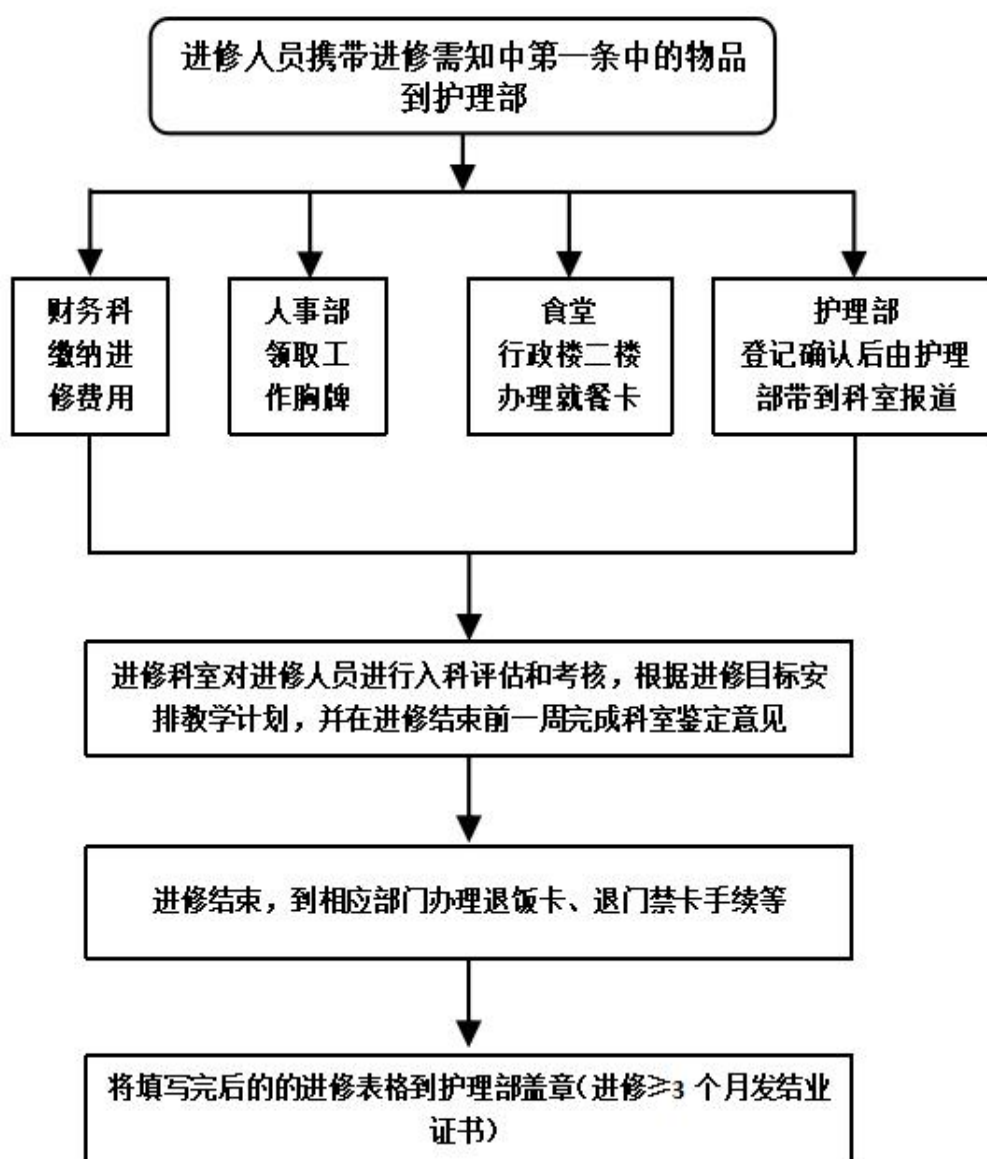 进修人员携带进修需知中第一条中的物品
到护理部
财务科
缴纳进
修费用
人事部
领取工
作胸牌
食堂
行政楼二楼
办理就餐卡
护理部
登记确认后由护理
部带到科室报道
进修科室对进修人员进行入科评估和考核，根据进修目标安
排教学计划，并在进修结束前一周完成科室鉴定意见
进修结束，到相应部门办理退饭卡、退门禁卡手续等
将填写完后的的进修表格到护理部盖章（进修≥3 个月发结业
证书）